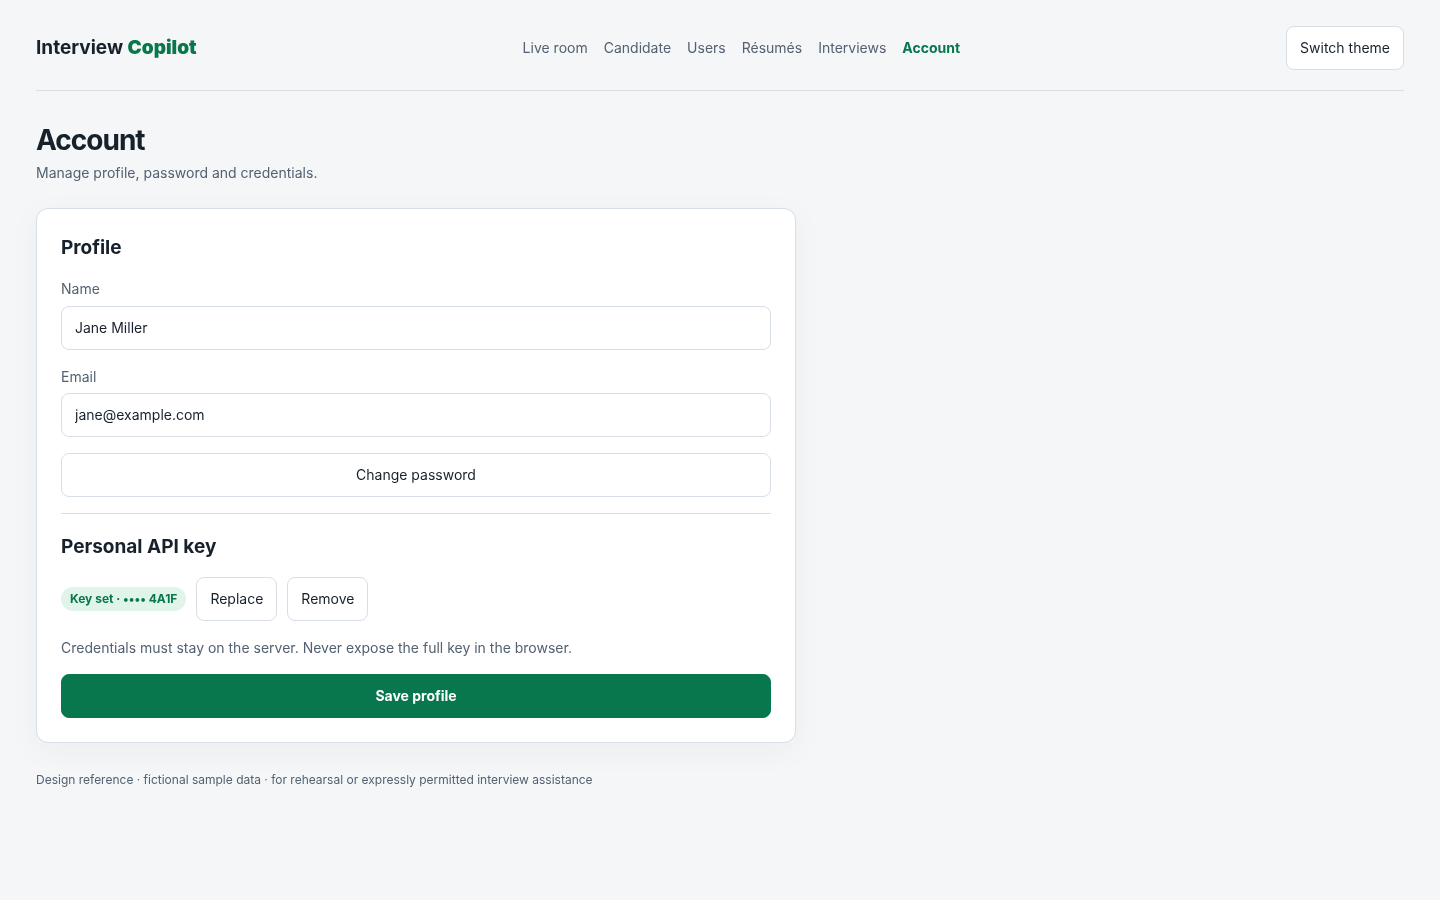 Interview Copilot
Live room Candidate Users Résumés Interviews Account
Switch theme
Account
Manage profile, password and credentials.
Profile
Name
Jane Miller
Email
jane@example.com
Change password
Personal API key
Key set · •••• 4A1F
Replace
Remove
Credentials must stay on the server. Never expose the full key in the browser.
Save profile
Design reference · fictional sample data · for rehearsal or expressly permitted interview assistance